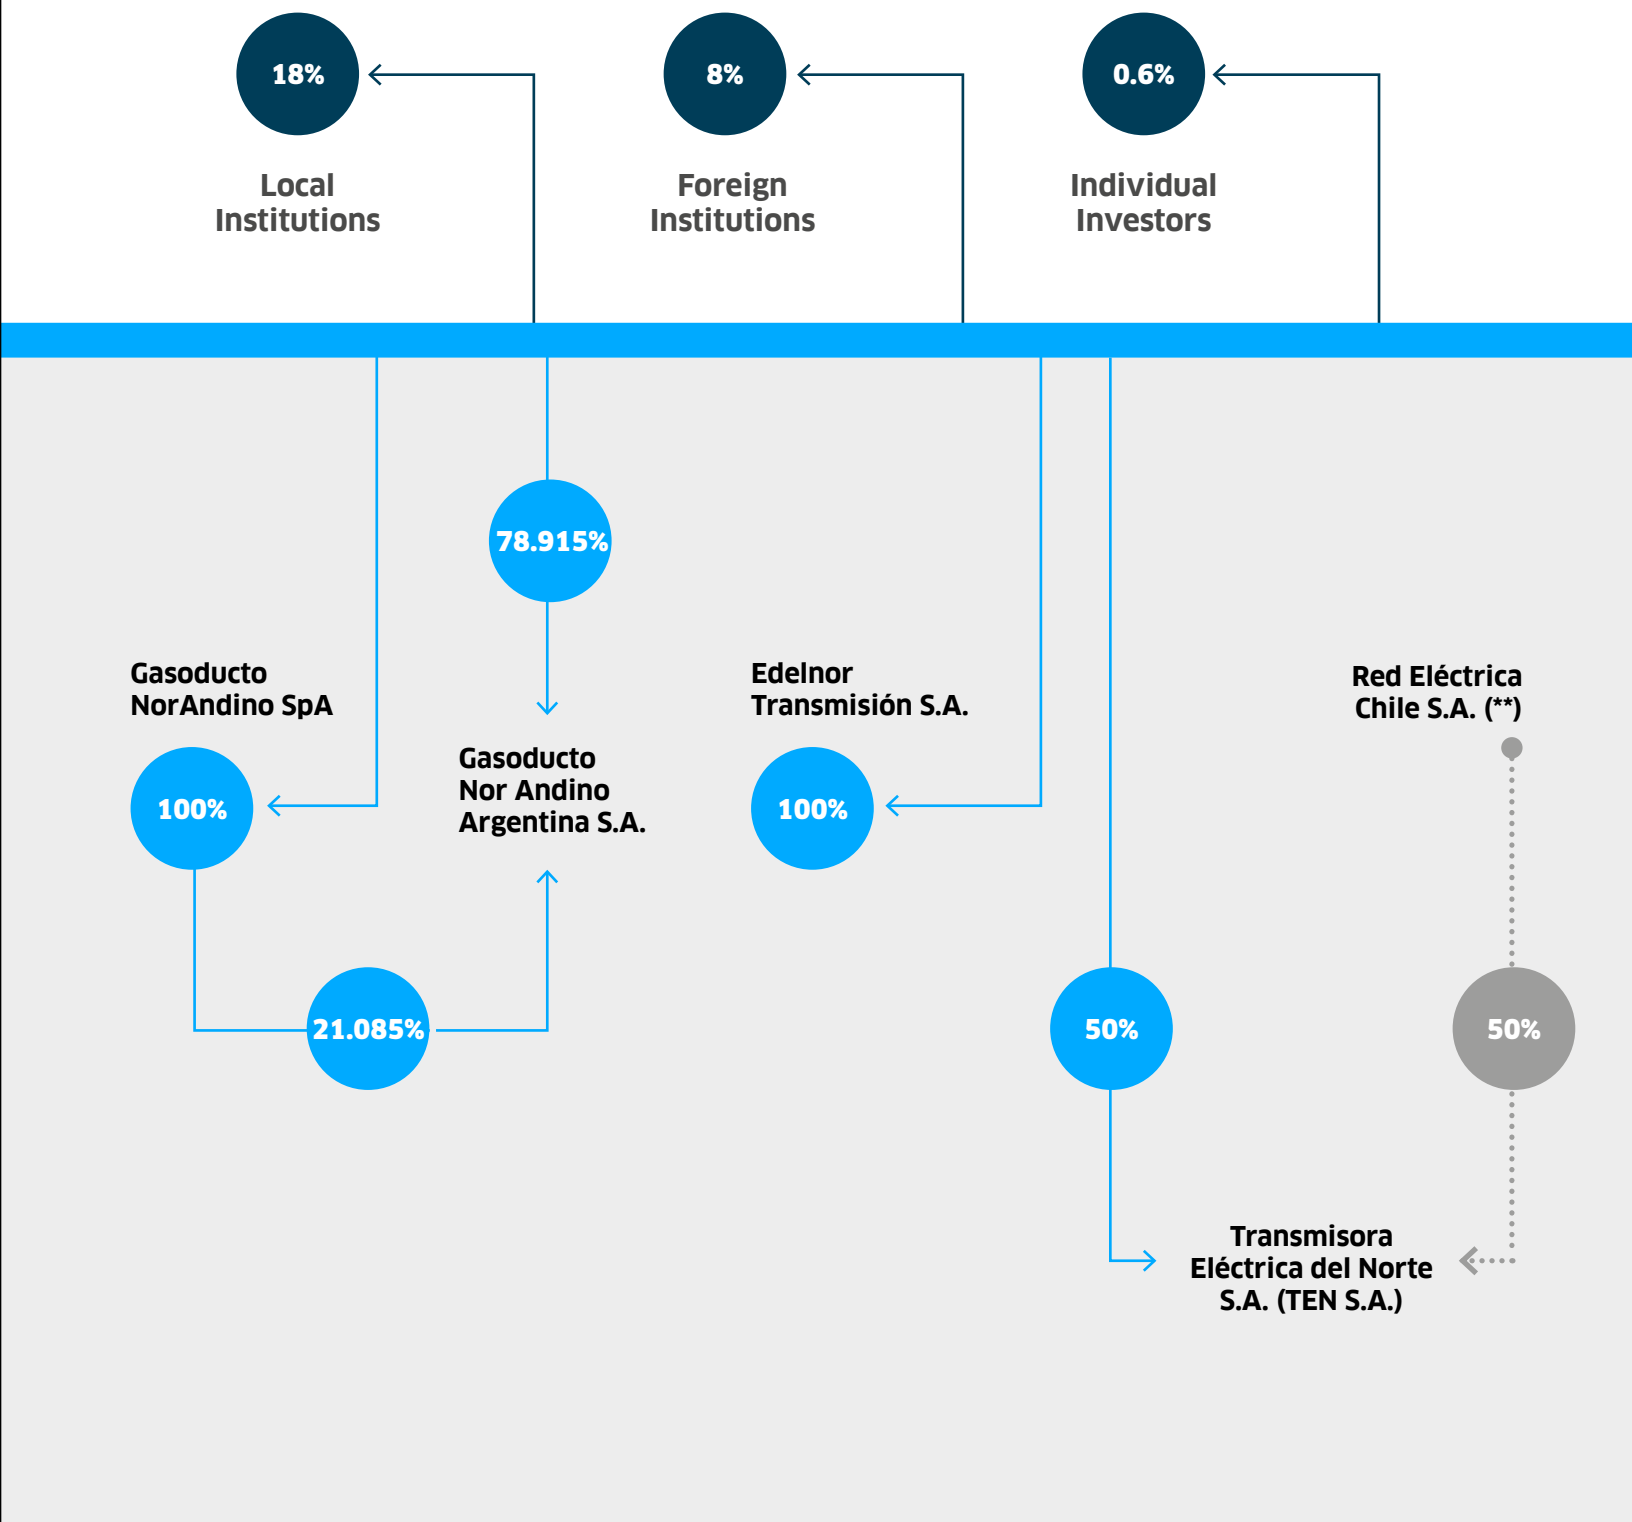 18%
8%
0.6%
Local
Institutions
Foreign
Institutions
Individual
Investors
78.915%
Gasoducto
NorAndino SpA
Edelnor
Transmisión S.A.
Red Eléctrica
Chile S.A. (**)
Gasoducto
Nor Andino
Argentina S.A.
100%
100%
21.085%
50%
50%
Transmisora
Eléctrica del Norte
S.A. (TEN S.A.)